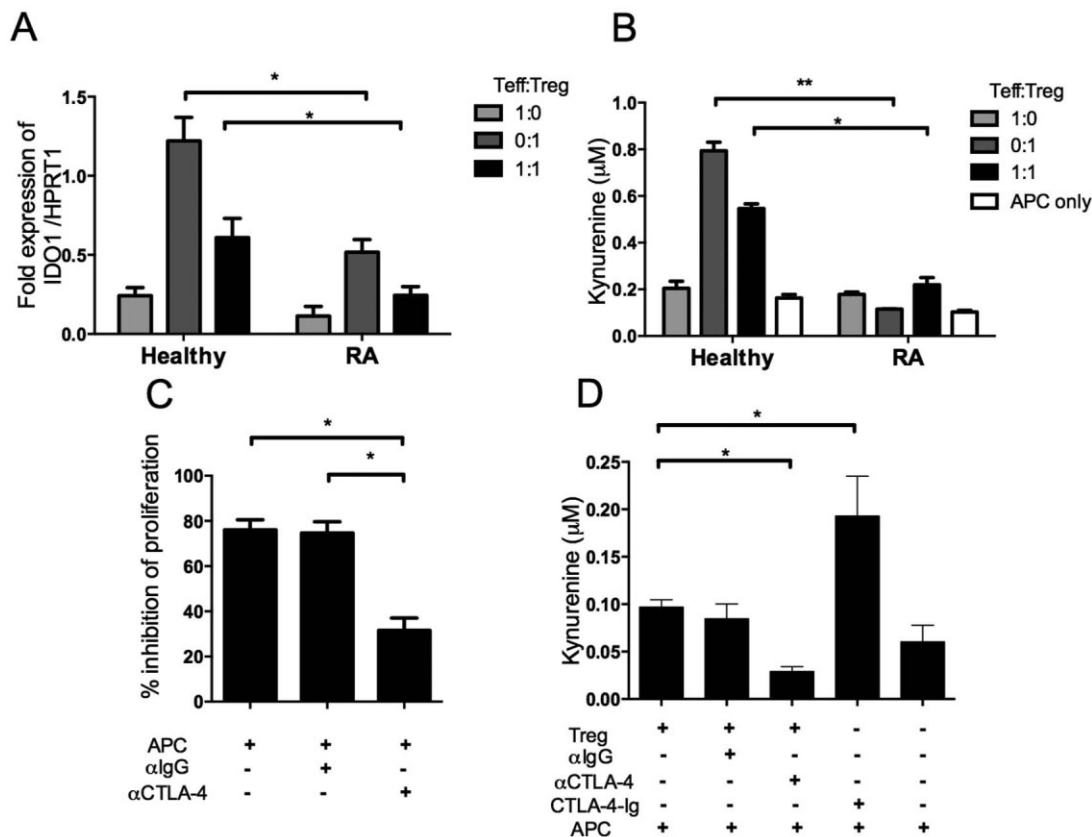 A
Fold expression of
IDO1 /HPRT1
1.5
1.0
0.5
0.0
*
*
Healthy
RA
Teff:Treg
1:0
0:1
1:1
B
Kynurenine (μM)
1.0
0.8
0.6
0.4
0.2
0.0
**
*
Healthy
RA
Teff:Treg
1:0
0:1
1:1
APC only
C
% inhibition of proliferation
100
80
60
40
20
0
*
*
APC + + +
αIgG - + -
αCTLA-4 - - +
D
Kynurenine (μM)
0.25
0.20
0.15
0.10
0.05
0.00
*
*
Treg + + + - -
αIgG - + - - -
αCTLA-4 - - + - -
CTLA-4-Ig - - - + -
APC + + + + +